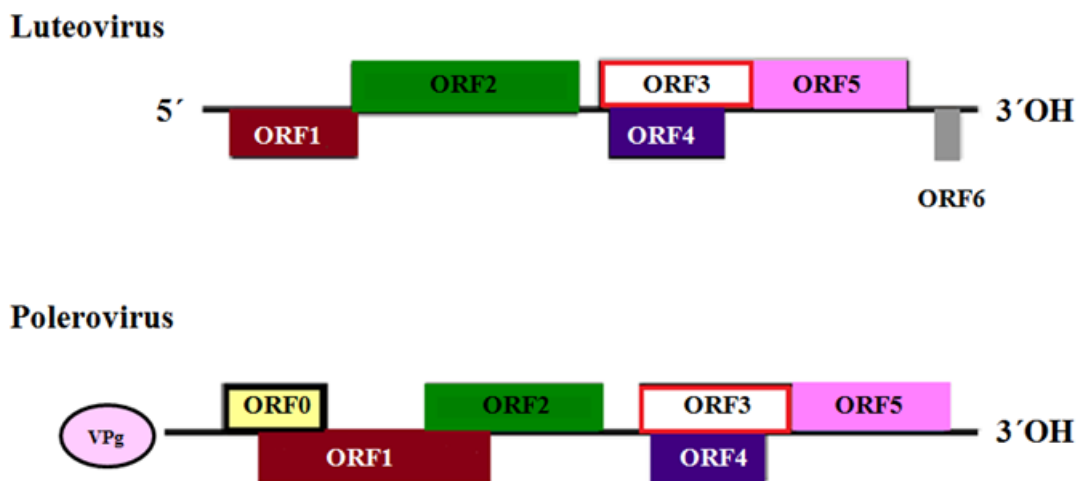 Luteovirus
ORF2 ORF3 ORF5
5´ 3´OH
ORF1 ORF4
ORF6
Polerovirus
ORF0 ORF2 ORF3 ORF5
VPg 3´OH
ORF1 ORF4